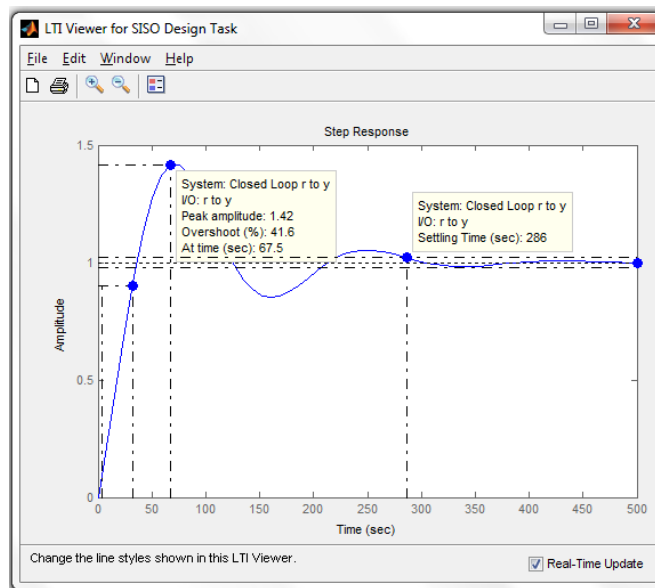 LTI Viewer for SISO Design Task
File Edit Window Help
Step Response
Amplitude
1.5
1
0.5
0
System: Closed Loop r to y
I/O: r to y
Peak amplitude: 1.42
Overshoot (%): 41.6
At time (sec): 67.5
System: Closed Loop r to y
I/O: r to y
Settling Time (sec): 286
0 50 100 150 200 250 300 350 400 450 500
Time (sec)
Change the line styles shown in this LTI Viewer.
Real-Time Update